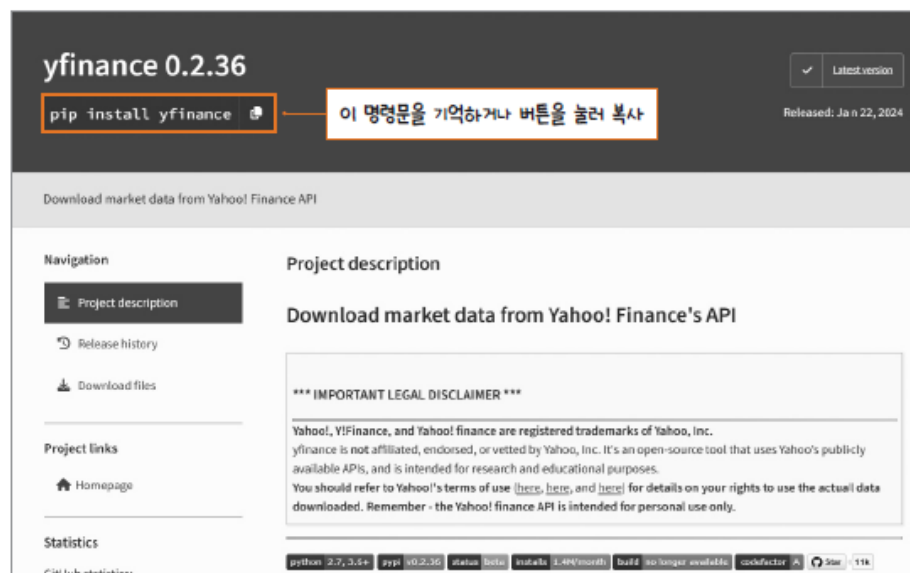 yfinance 0.2.36
Latest version
pip install yfinance
이 명령문을 기억하거나 버튼을 눌러 복사
Released: Jan 22, 2024
Download market data from Yahoo! Finance API
Navigation
Project description
Release history
Download files
Project links
Homepage
Statistics
Project description
Download market data from Yahoo! Finance's API
*** IMPORTANT LEGAL DISCLAIMER ***
Yahoo!, Y!Finance, and Yahoo! finance are registered trademarks of Yahoo, Inc.
yfinance is not affiliated, endorsed, or vetted by Yahoo, Inc. It's an open-source tool that uses Yahoo's publicly
available APIs, and is intended for research and educational purposes.
You should refer to Yahoo!'s terms of use (here, here, and here) for details on your rights to use the actual data
downloaded. Remember - the Yahoo! finance API is intended for personal use only.
python 2.7, 3.6+ pypi v0.2.36 status beta installs 1.4M/month build no longer available codefactor A Star 11k